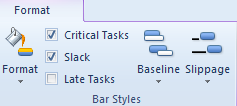 Format
Critical Tasks
Slack
Late Tasks
Format
Baseline
Slippage
Bar Styles